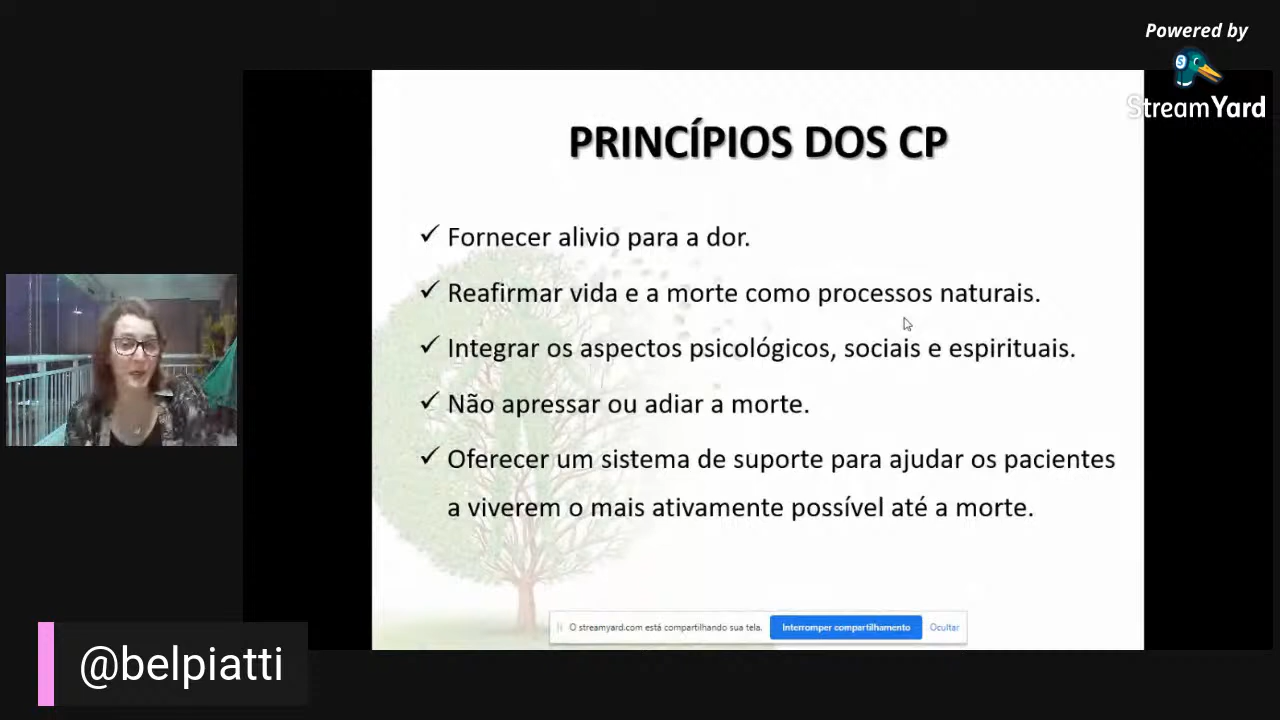 Powered by
StreamYard
PRINCÍPIOS DOS CP
✓ Fornecer alivio para a dor.
✓ Reafirmar vida e a morte como processos naturais.
✓ Integrar os aspectos psicológicos, sociais e espirituais.
✓ Não apressar ou adiar a morte.
✓ Oferecer um sistema de suporte para ajudar os pacientes
a viverem o mais ativamente possível até a morte.
O streamyard.com está compartilhando sua tela. Interromper compartilhamento Ocultar
@belpiatti